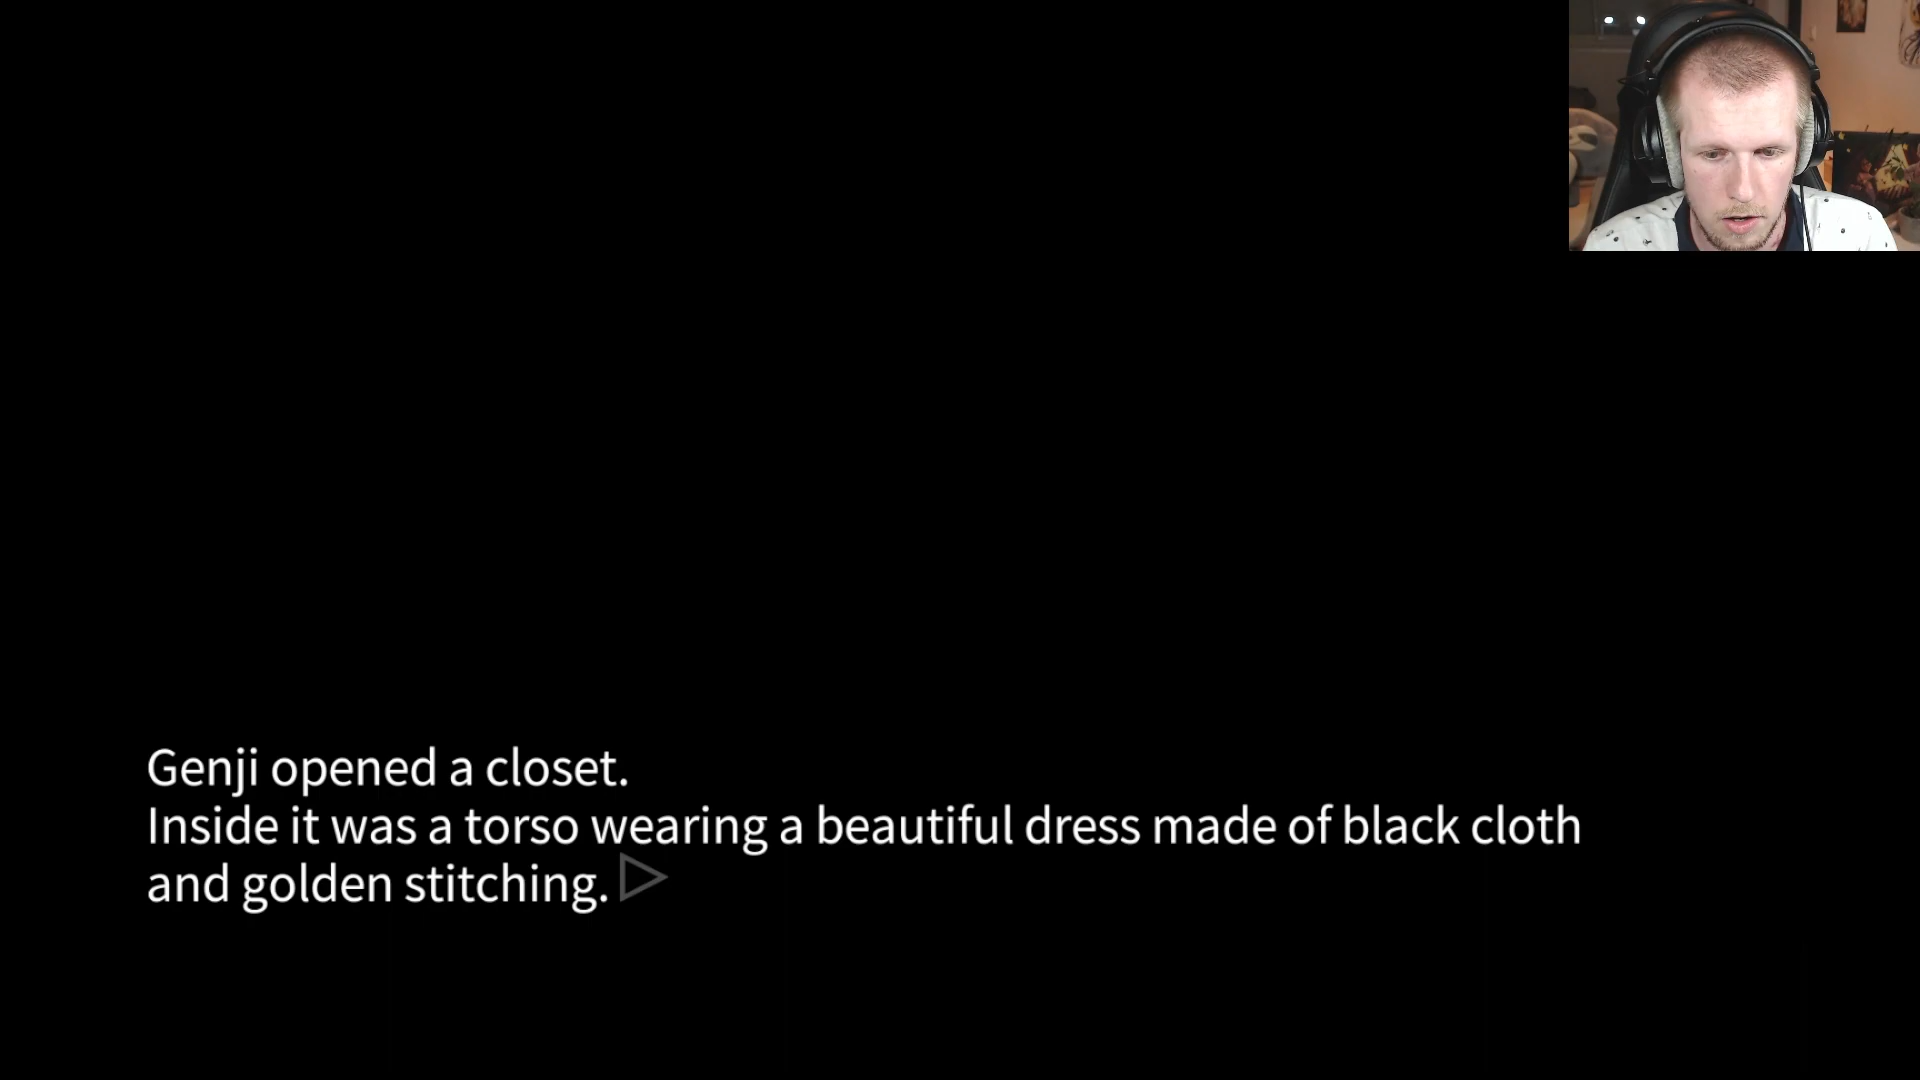 Genji opened a closet.
Inside it was a torso wearing a beautiful dress made of black cloth
and golden stitching.